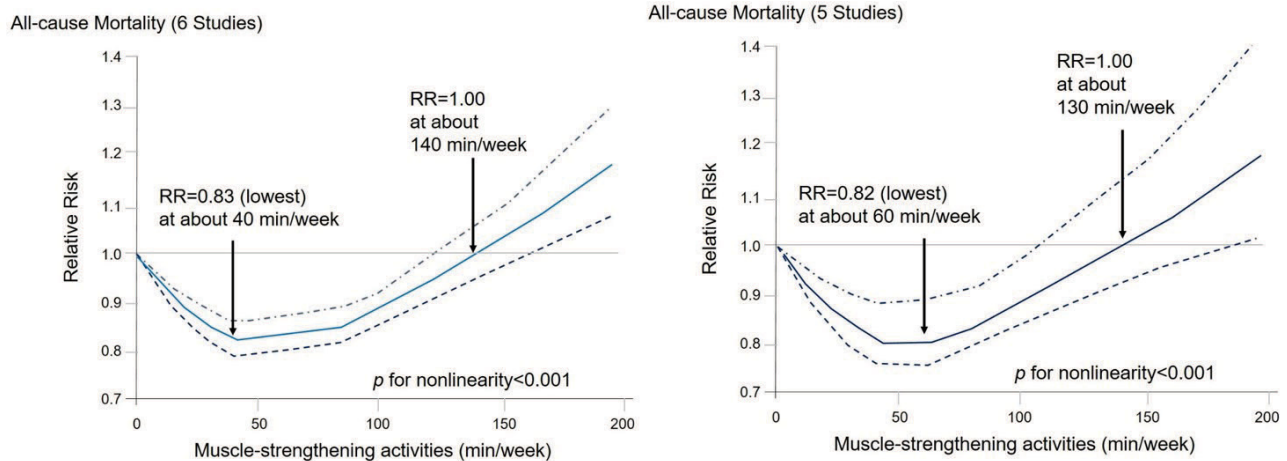 All-cause Mortality (6 Studies)
1.4
1.3
1.2
1.1
1.0
0.9
0.8
0.7
Relative Risk
RR=0.83 (lowest)
at about 40 min/week
RR=1.00
at about
140 min/week
p for nonlinearity<0.001
0 50 100 150 200
Muscle-strengthening activities (min/week)
All-cause Mortality (5 Studies)
1.4
1.3
1.2
1.1
1.0
0.9
0.8
0.7
Relative Risk
RR=0.82 (lowest)
at about 60 min/week
RR=1.00
at about
130 min/week
p for nonlinearity<0.001
0 50 100 150 200
Muscle-strengthening activities (min/week)